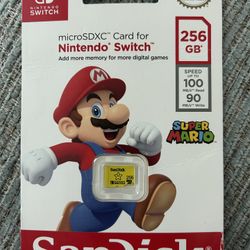 NINTENDO
SWITCH
microSDXC™ Card for
Nintendo Switch™
Add more memory for more digital games
256
GB*
SPEED
UP TO
100
MB/s* Read
90
MB/s* Write
SUPER
MARIO
SanDisk
256
SanDisk